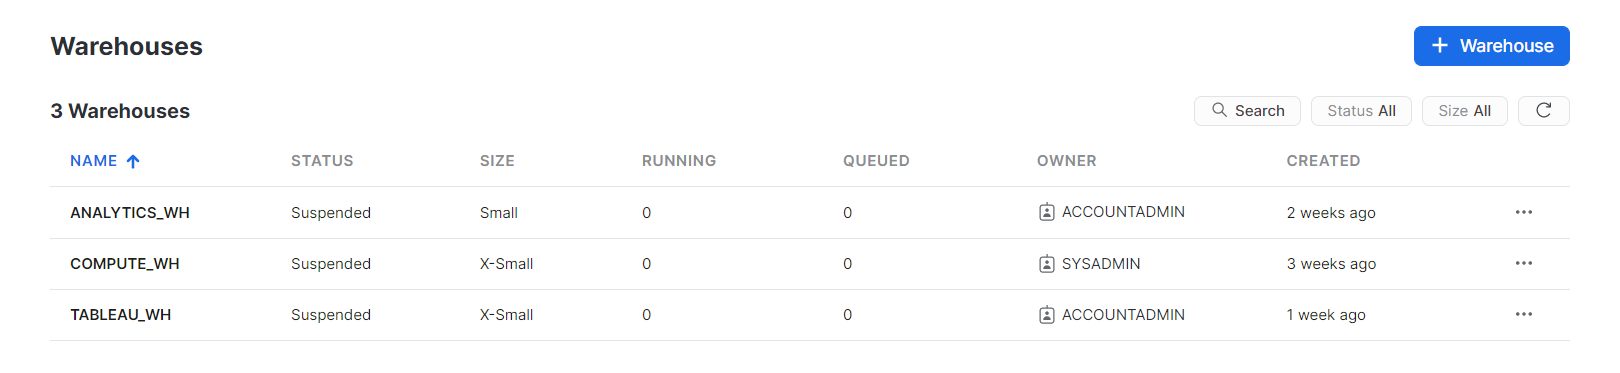 Warehouses
+ Warehouse
3 Warehouses
Search
Status All
Size All
NAME STATUS SIZE RUNNING QUEUED OWNER CREATED
ANALYTICS_WH Suspended Small 0 0 ACCOUNTADMIN 2 weeks ago
COMPUTE_WH Suspended X-Small 0 0 SYSADMIN 3 weeks ago
TABLEAU_WH Suspended X-Small 0 0 ACCOUNTADMIN 1 week ago